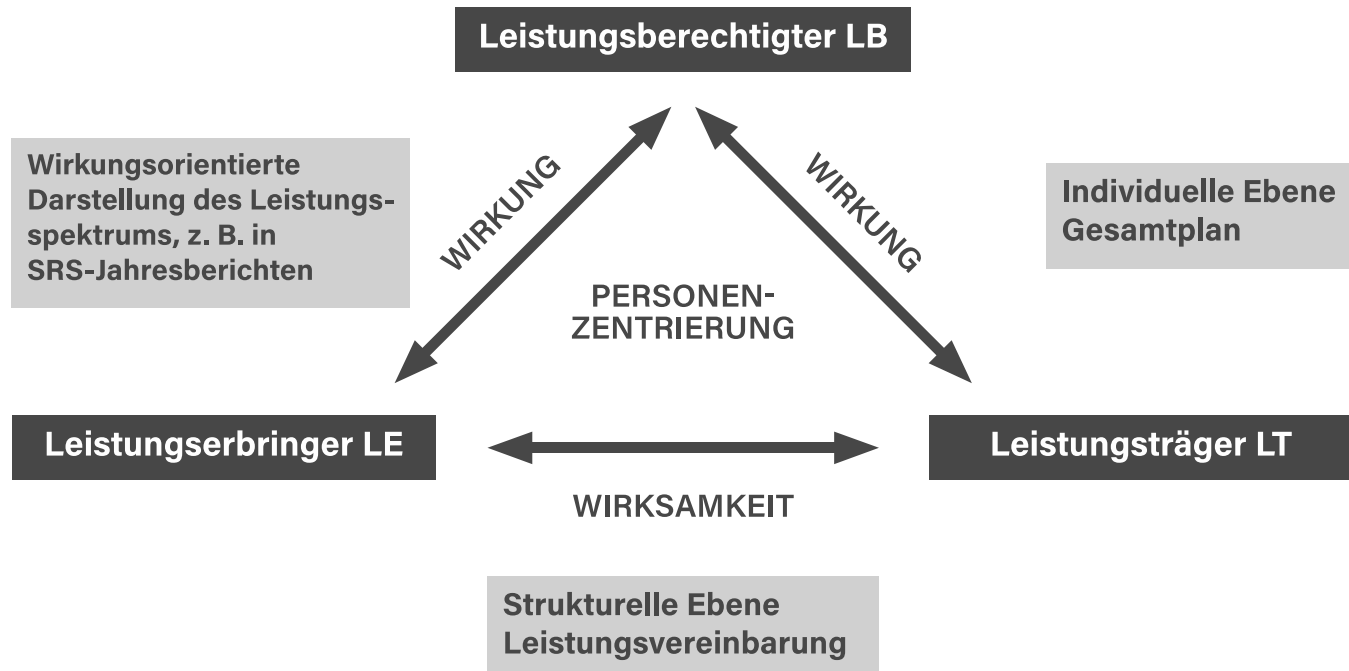 Leistungsberechtigter LB
Wirkungsorientierte
Darstellung des Leistungs-
spektrums, z. B. in
SRS-Jahresberichten
WIRKUNG
WIRKUNG
Individuelle Ebene
Gesamtplan
PERSONEN-
ZENTRIERUNG
Leistungserbringer LE
Leistungsträger LT
WIRKSAMKEIT
Strukturelle Ebene
Leistungsvereinbarung